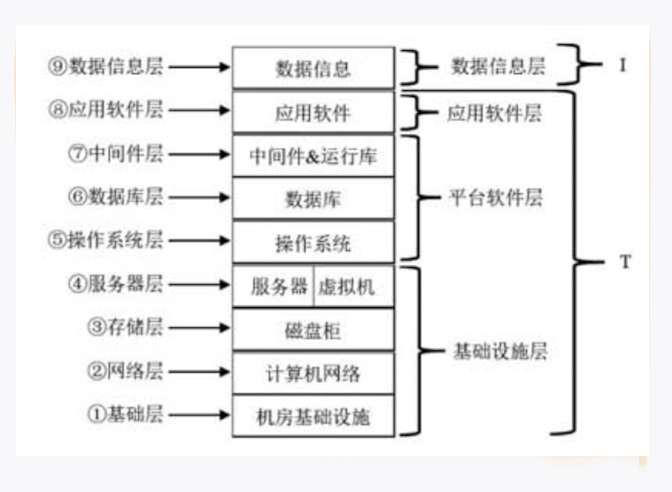 ⑨数据信息层 数据信息 数据信息层 I
⑧应用软件层 应用软件 应用软件层
⑦中间件层 中间件&运行库
⑥数据库层 数据库 平台软件层
⑤操作系统层 操作系统
T
④服务器层 服务器 虚拟机
③存储层 磁盘柜
基础设施层
②网络层 计算机网络
①基础层 机房基础设施